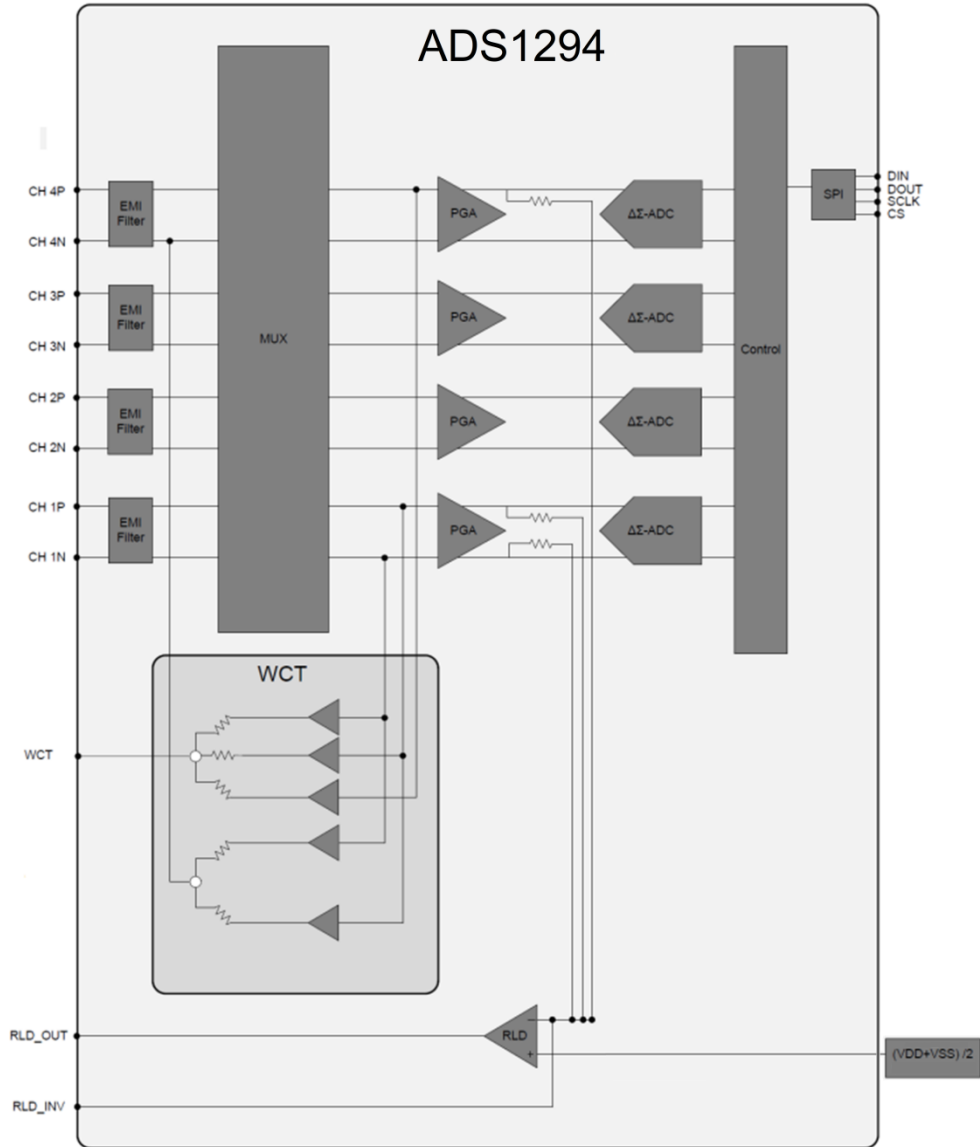 ADS1294
CH 4P
EMI
Filter
CH 4N
PGA
ΔΣ-ADC
SPI
DIN
DOUT
SCLK
CS
CH 3P
EMI
Filter
CH 3N
MUX
PGA
ΔΣ-ADC
Control
CH 2P
EMI
Filter
CH 2N
PGA
ΔΣ-ADC
CH 1P
EMI
Filter
CH 1N
PGA
ΔΣ-ADC
WCT
WCT
RLD_OUT
RLD
−
+
(VDD+VSS) /2
RLD_INV